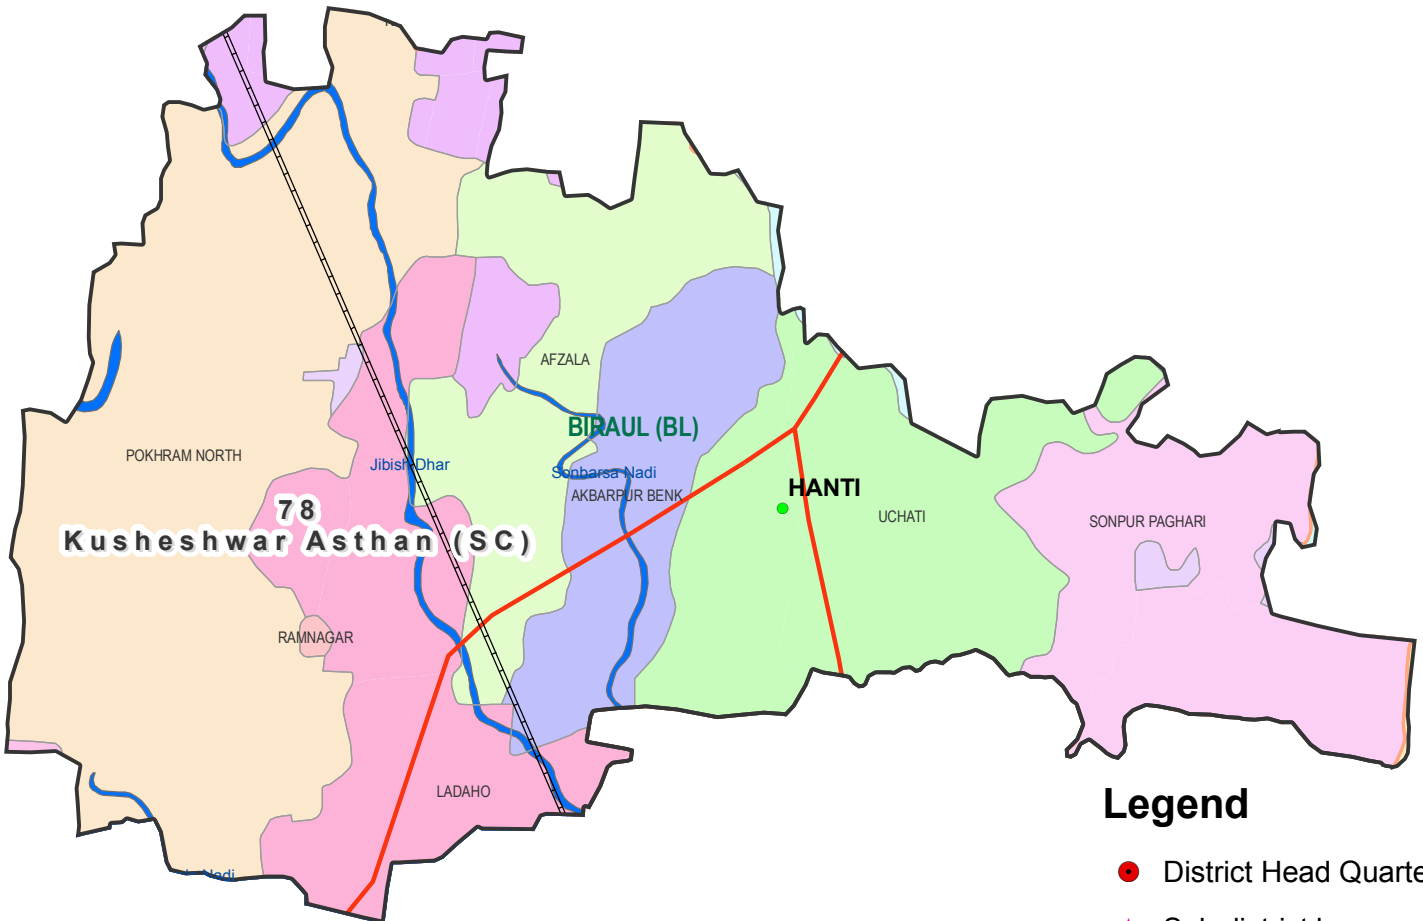 AFZALA
BIRAUL (BL)
POKHRAM NORTH
Jibish Dhar
Sonbarsa Nadi
HANTI
AKBARPUR BENK
78
UCHATI
SONPUR PAGHARI
Kusheshwar Asthan (SC)
RAMNAGAR
LADAHO
Legend
District Head Quarte
Nadi